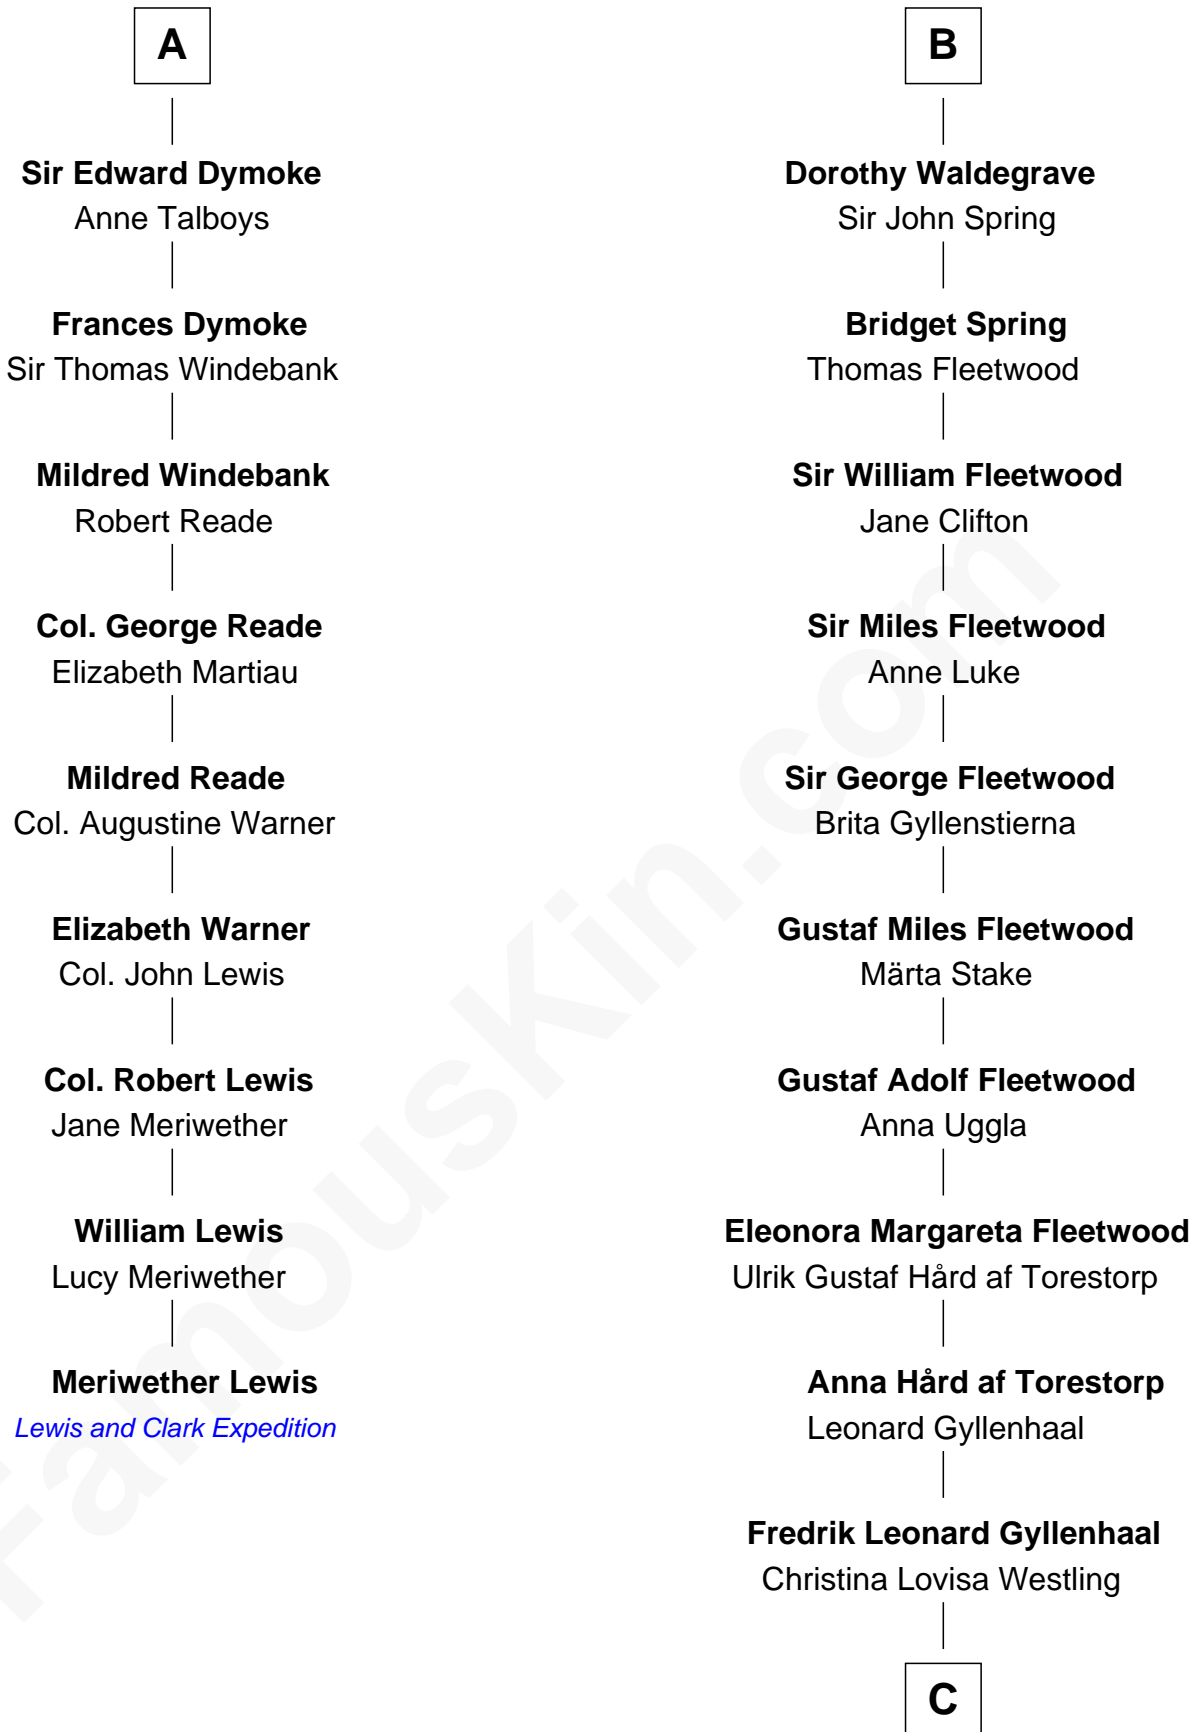 A
Sir Edward Dymoke
Anne Talboys
Frances Dymoke
Sir Thomas Windebank
Mildred Windebank
Robert Reade
Col. George Reade
Elizabeth Martiau
Mildred Reade
Col. Augustine Warner
Elizabeth Warner
Col. John Lewis
Col. Robert Lewis
Jane Meriwether
William Lewis
Lucy Meriwether
Meriwether Lewis
Lewis and Clark Expedition
B
Dorothy Waldegrave
Sir John Spring
Bridget Spring
Thomas Fleetwood
Sir William Fleetwood
Jane Clifton
Sir Miles Fleetwood
Anne Luke
Sir George Fleetwood
Brita Gyllenstierna
Gustaf Miles Fleetwood
Märta Stake
Gustaf Adolf Fleetwood
Anna Uggla
Eleonora Margareta Fleetwood
Ulrik Gustaf Hård af Torestorp
Anna Hård af Torestorp
Leonard Gyllenhaal
Fredrik Leonard Gyllenhaal
Christina Lovisa Westling
C
FamousKin.com